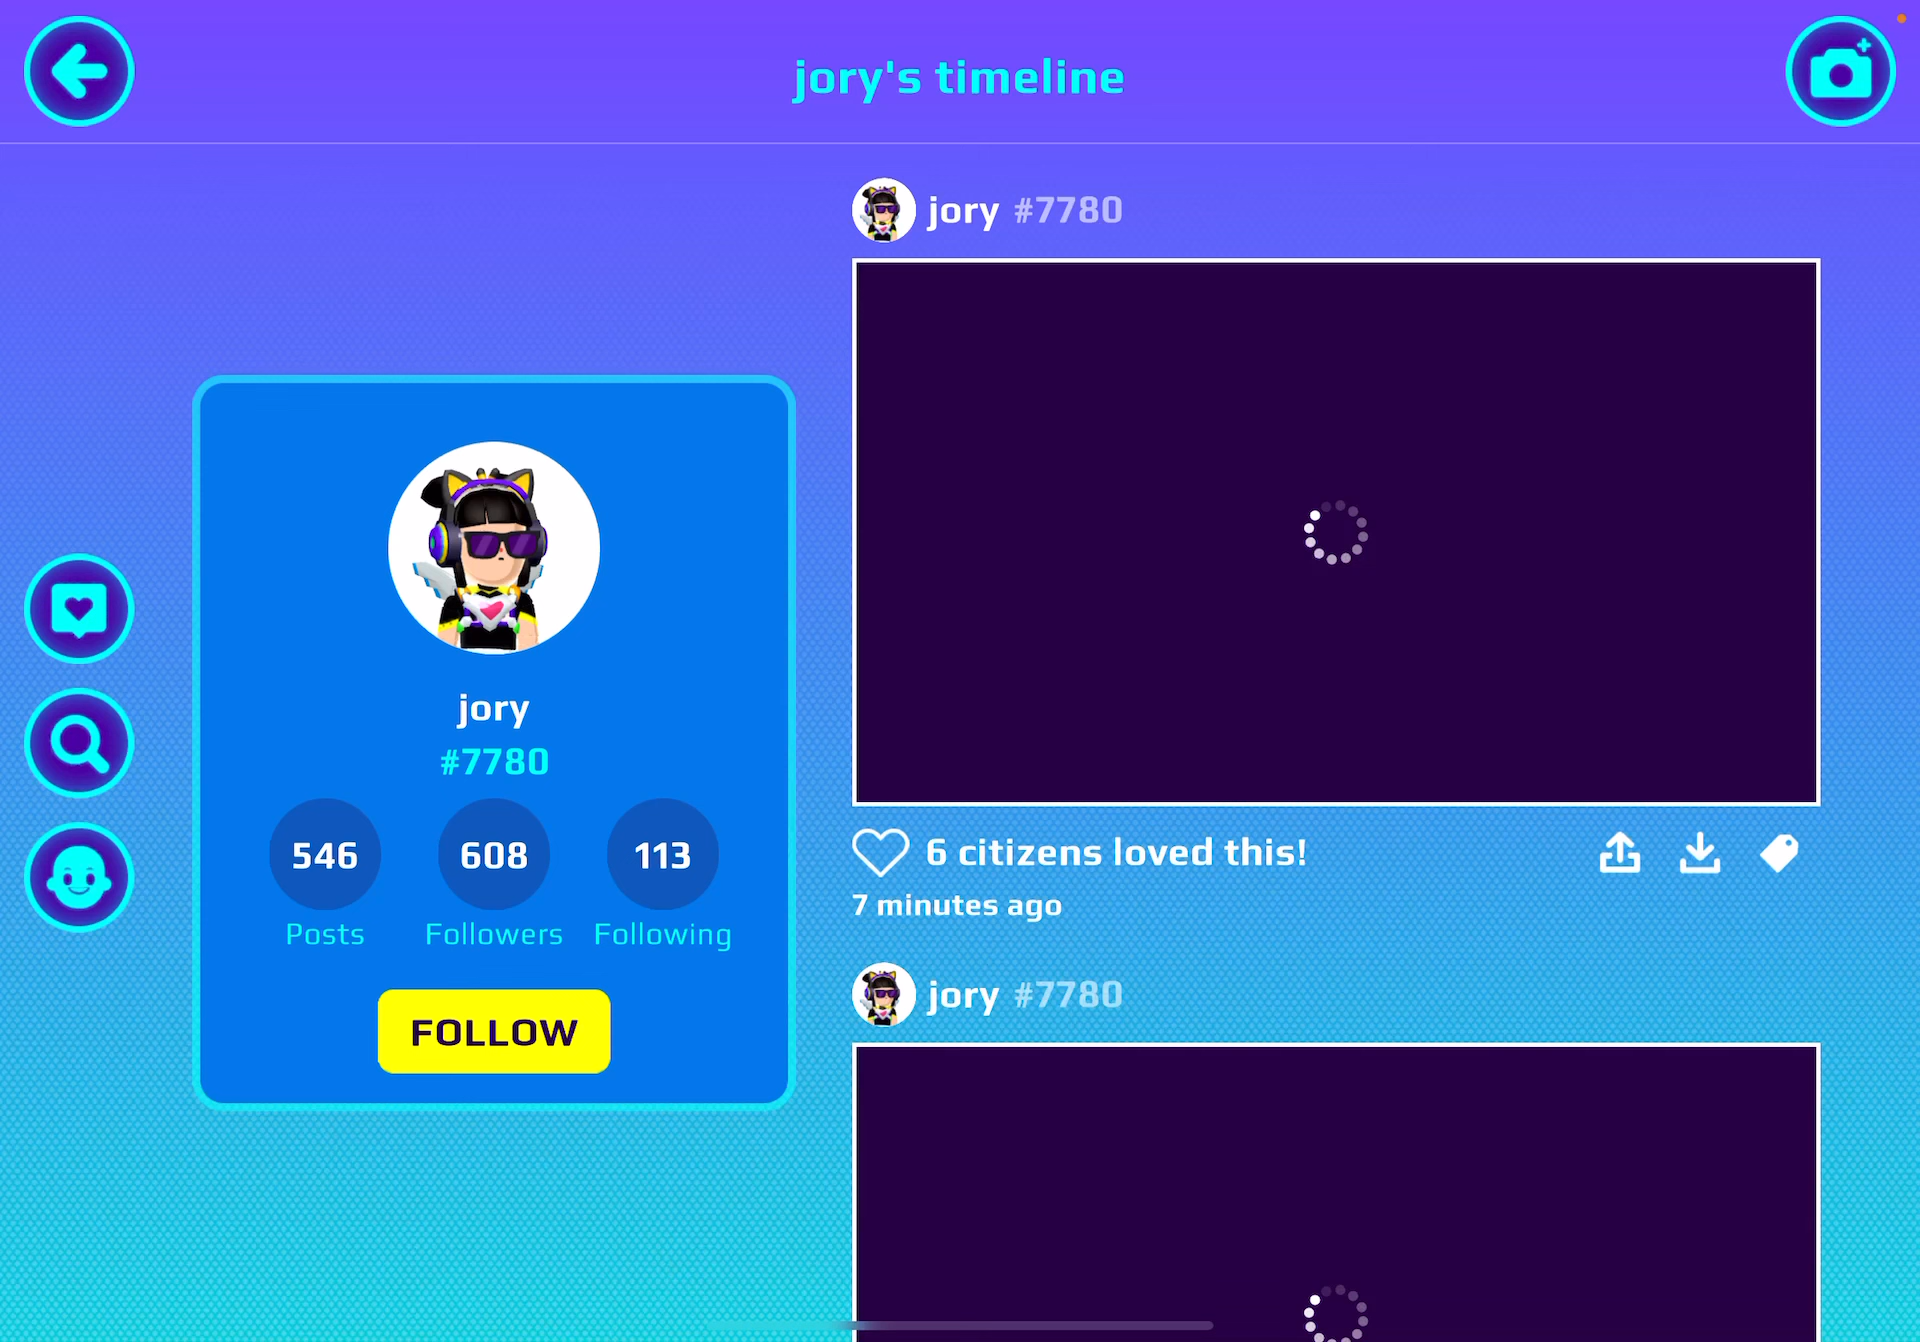 jory's timeline
jory #7780
jory
#7780
546
608
113
Posts
Followers
Following
FOLLOW
6 citizens loved this!
7 minutes ago
jory #7780